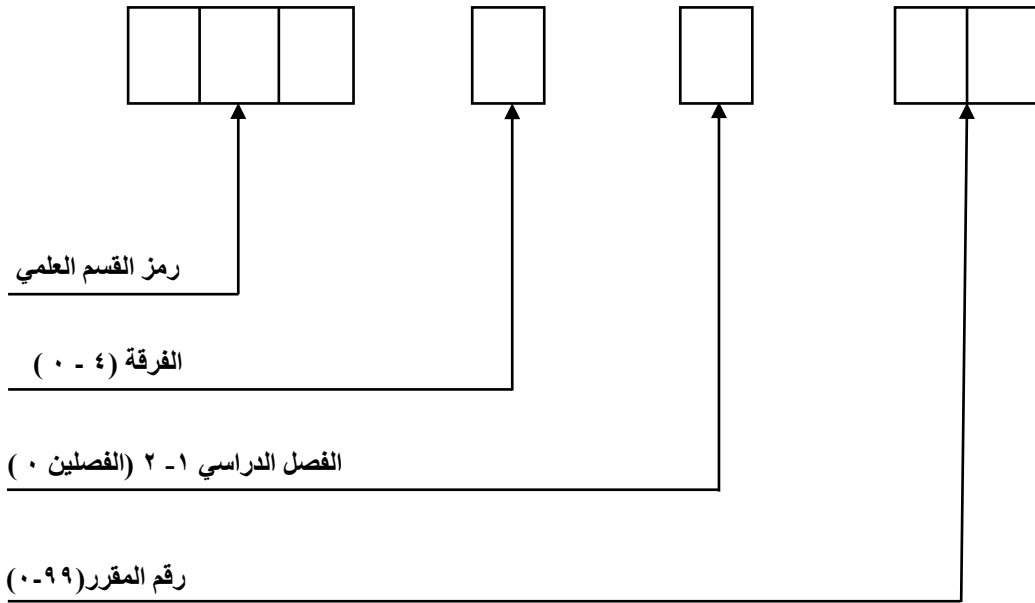 رمز القسم العلمي
الفرقة (٤ - ٠ )
الفصل الدراسي ١- ٢ (الفصلين ٠ )
رقم المقرر(٩٩-٠)